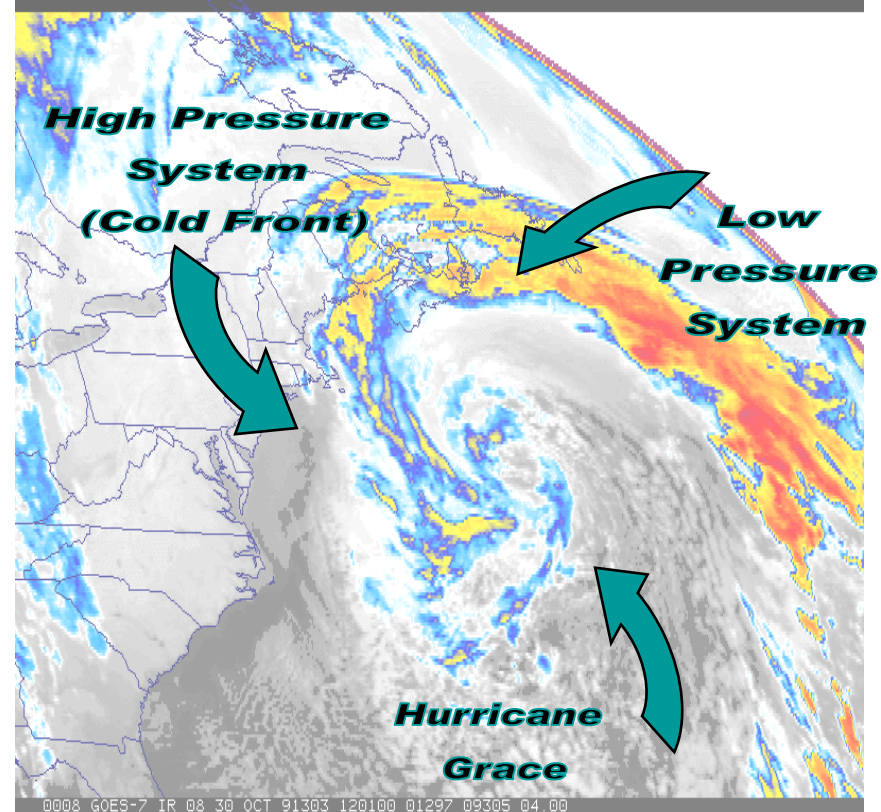 High Pressure
System
(Cold Front)
Low
Pressure
System
Hurricane
Grace
0008 GOES-7 IR 08 30 OCT 91303 120100 01297 09305 04.00